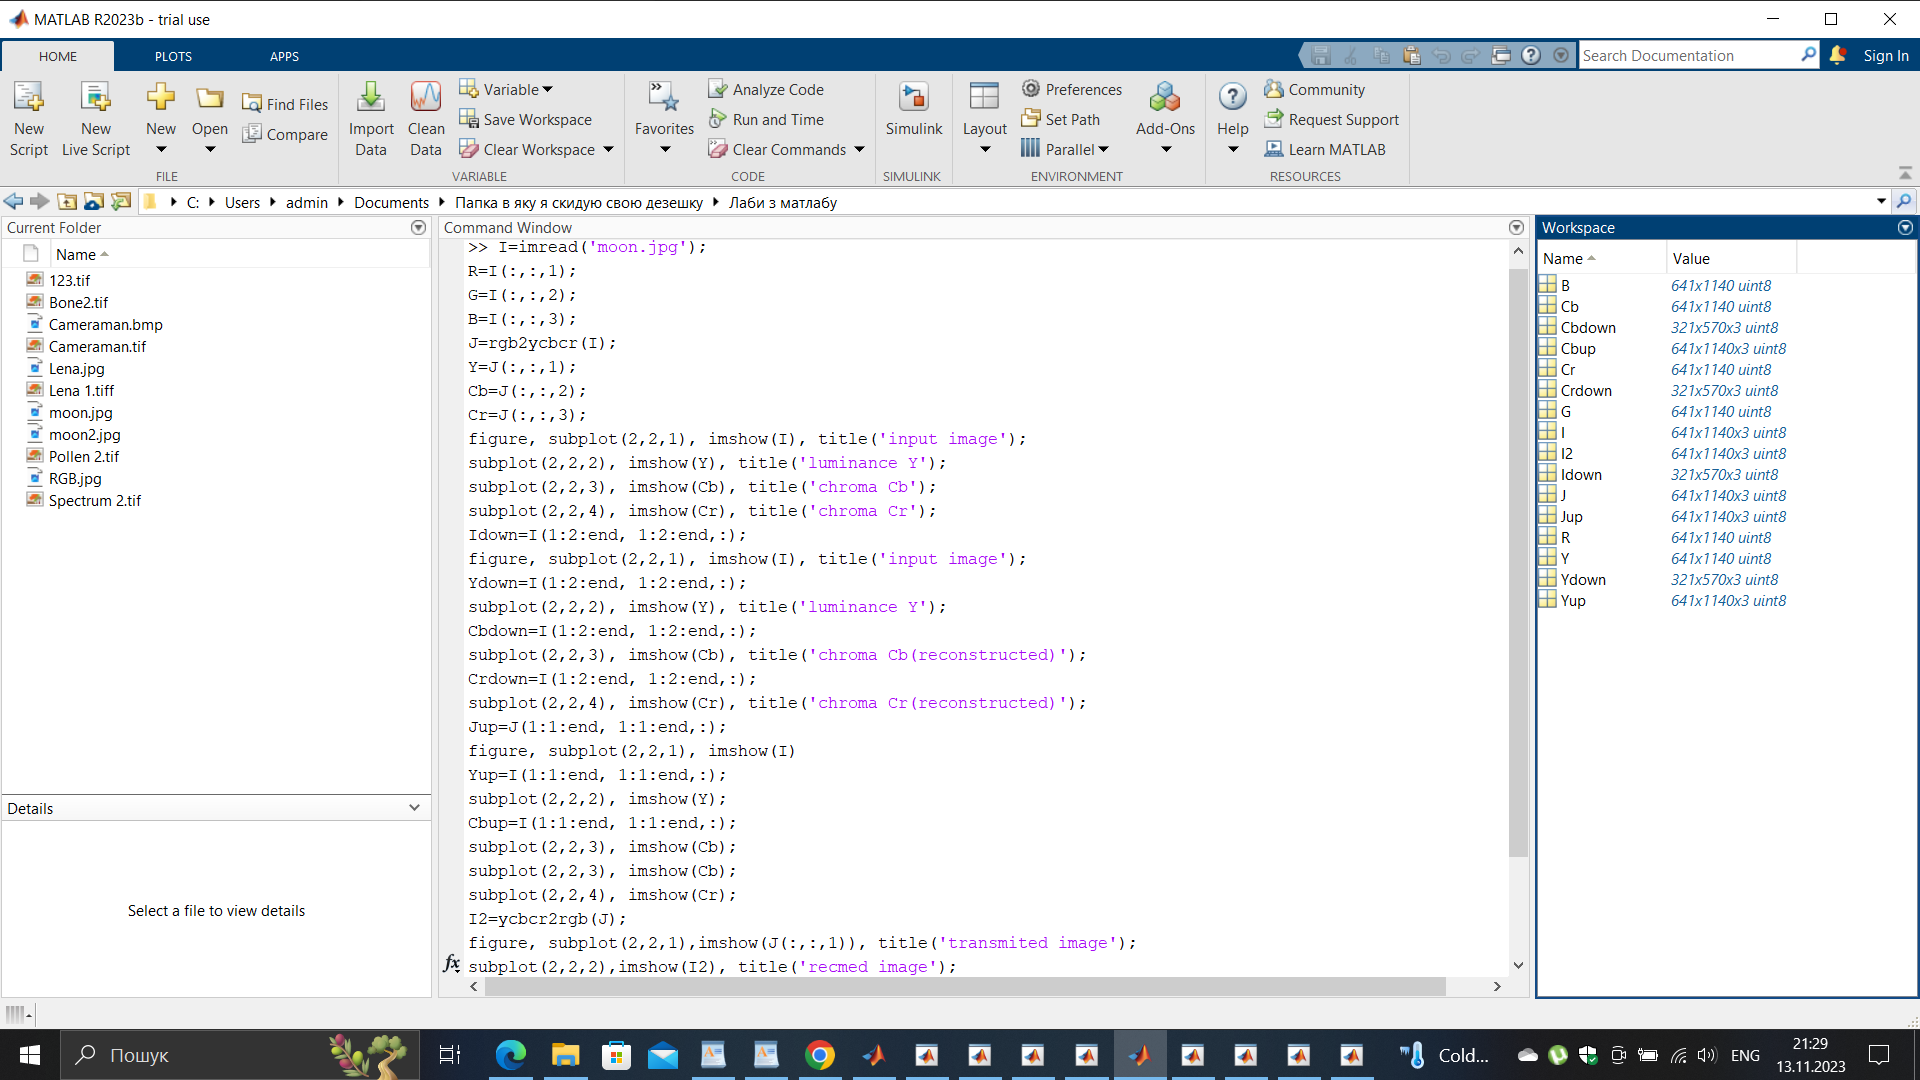 MATLAB R2023b - trial use
HOME PLOTS APPS
Search Documentation Sign In
New Script
New Live Script
New
Open
Find Files
Compare
FILE
Import Data
Clean Data
Variable
Save Workspace
Clear Workspace
VARIABLE
Favorites
Analyze Code
Run and Time
Clear Commands
CODE
Simulink
SIMULINK
Layout
Preferences
Set Path
Parallel
Add-Ons
ENVIRONMENT
Help
Community
Request Support
Learn MATLAB
RESOURCES
C: Users admin Documents Папка в яку я скидую свою дезешку Лаби з матлабу
Current Folder
Name
123.tif
Bone2.tif
Cameraman.bmp
Cameraman.tif
Lena.jpg
Lena 1.tiff
moon.jpg
moon2.jpg
Pollen 2.tif
RGB.jpg
Spectrum 2.tif
Details
Select a file to view details
Command Window
>> I=imread('moon.jpg');
R=I(:,:,1);
G=I(:,:,2);
B=I(:,:,3);
J=rgb2ycbcr(I);
Y=J(:,:,1);
Cb=J(:,:,2);
Cr=J(:,:,3);
figure, subplot(2,2,1), imshow(I), title('input image');
subplot(2,2,2), imshow(Y), title('luminance Y');
subplot(2,2,3), imshow(Cb), title('chroma Cb');
subplot(2,2,4), imshow(Cr), title('chroma Cr');
Idown=I(1:2:end, 1:2:end,:);
figure, subplot(2,2,1), imshow(I), title('input image');
Ydown=I(1:2:end, 1:2:end,:);
subplot(2,2,2), imshow(Y), title('luminance Y');
Cbdown=I(1:2:end, 1:2:end,:);
subplot(2,2,3), imshow(Cb), title('chroma Cb(reconstructed)');
Crdown=I(1:2:end, 1:2:end,:);
subplot(2,2,4), imshow(Cr), title('chroma Cr(reconstructed)');
Jup=J(1:1:end, 1:1:end,:);
figure, subplot(2,2,1), imshow(I)
Yup=I(1:1:end, 1:1:end,:);
subplot(2,2,2), imshow(Y);
Cbup=I(1:1:end, 1:1:end,:);
subplot(2,2,3), imshow(Cb);
subplot(2,2,3), imshow(Cb);
subplot(2,2,4), imshow(Cr);
I2=ycbcr2rgb(J);
figure, subplot(2,2,1),imshow(J(:,:,1)), title('transmited image');
fx subplot(2,2,2),imshow(I2), title('recmed image');
Workspace
Name Value
B 641x1140 uint8
Cb 641x1140 uint8
Cbdown 321x570x3 uint8
Cbup 641x1140x3 uint8
Cr 641x1140 uint8
Crdown 321x570x3 uint8
G 641x1140 uint8
I 641x1140x3 uint8
I2 641x1140x3 uint8
Idown 321x570x3 uint8
J 641x1140x3 uint8
Jup 641x1140x3 uint8
R 641x1140 uint8
Y 641x1140 uint8
Ydown 321x570x3 uint8
Yup 641x1140x3 uint8
Пошук
Cold...
ENG
21:29
13.11.2023